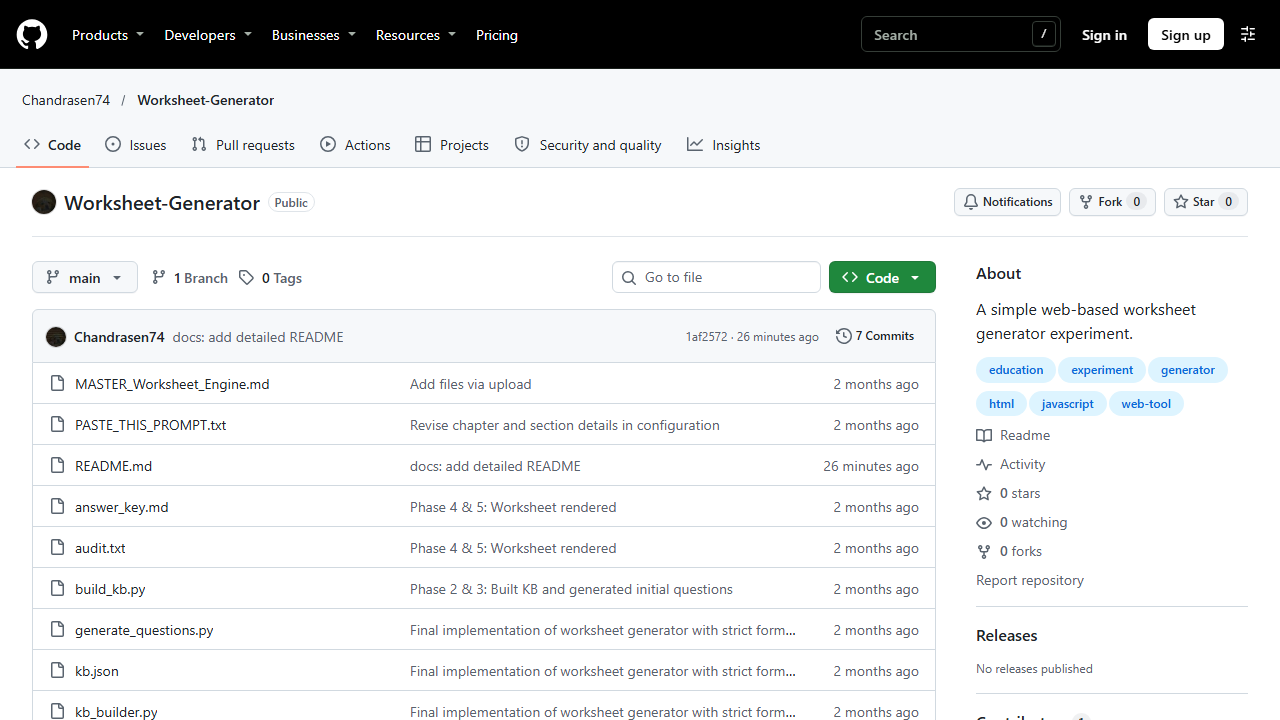 Products Developers Businesses Resources Pricing Search / Sign in Sign up
Chandrasen74 / Worksheet-Generator
Code Issues Pull requests Actions Projects Security and quality Insights
Worksheet-Generator Public Notifications Fork 0 Star 0
main 1 Branch 0 Tags Go to file Code
Chandrasen74 docs: add detailed README 1af2572 · 26 minutes ago 7 Commits
MASTER_Worksheet_Engine.md Add files via upload 2 months ago
PASTE_THIS_PROMPT.txt Revise chapter and section details in configuration 2 months ago
README.md docs: add detailed README 26 minutes ago
answer_key.md Phase 4 & 5: Worksheet rendered 2 months ago
audit.txt Phase 4 & 5: Worksheet rendered 2 months ago
build_kb.py Phase 2 & 3: Built KB and generated initial questions 2 months ago
generate_questions.py Final implementation of worksheet generator with strict form... 2 months ago
kb.json Final implementation of worksheet generator with strict form... 2 months ago
kb_builder.py Final implementation of worksheet generator with strict form... 2 months ago
About
A simple web-based worksheet
generator experiment.
education experiment generator
html javascript web-tool
Readme
Activity
0 stars
0 watching
0 forks
Report repository
Releases
No releases published